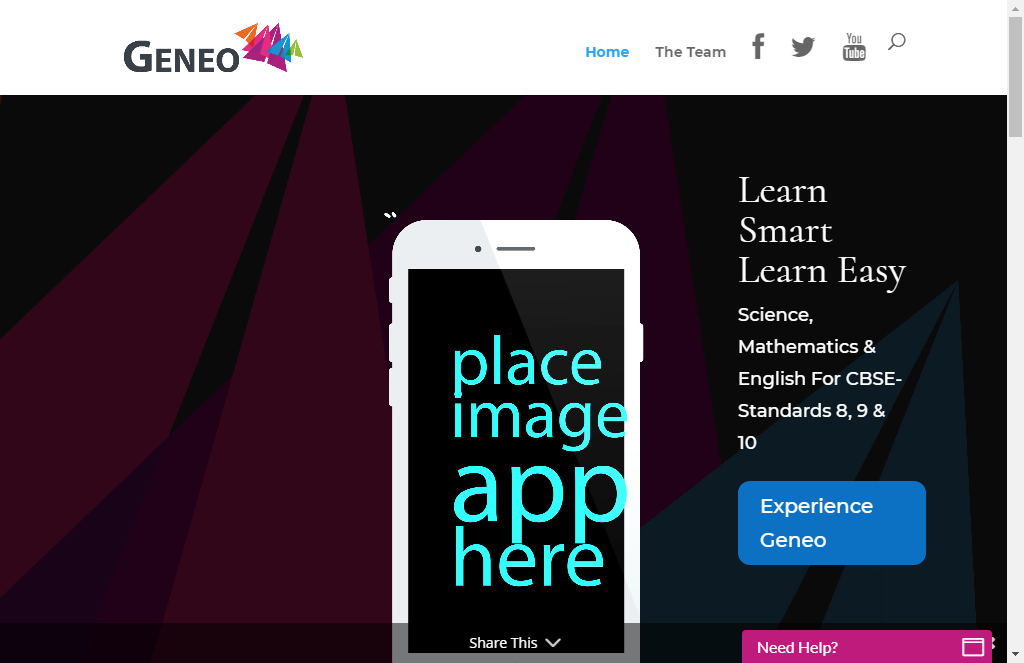 GENEO
Home
The Team
You
Tube
Learn
Smart
Learn Easy
Science,
Mathematics &
English For CBSE-
Standards 8, 9 &
10
Experience
Geneo
place
image
app
here
Share This
Need Help?